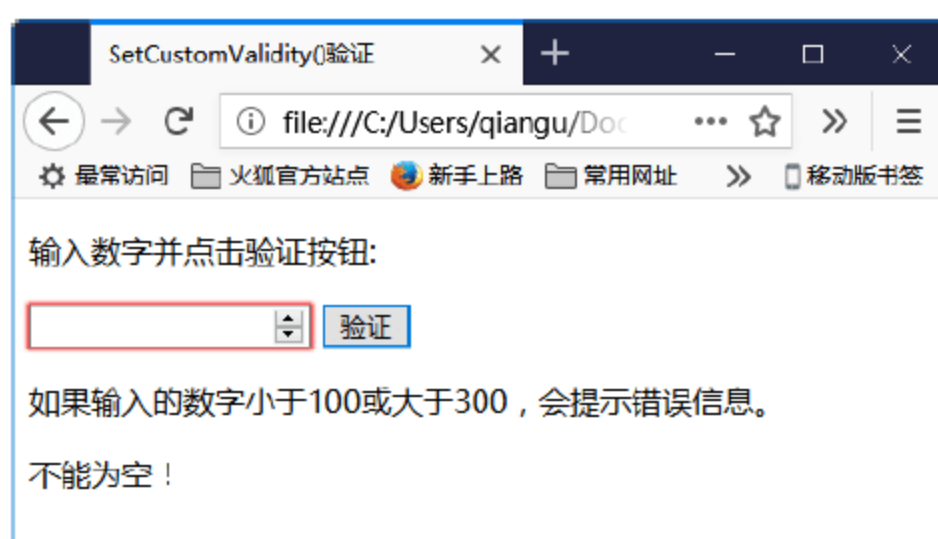 SetCustomValidity()验证
file:///C:/Users/qiangu/Doc
最常访问 火狐官方站点 新手上路 常用网址 移动版书签
输入数字并点击验证按钮:
验证
如果输入的数字小于100或大于300，会提示错误信息。
不能为空！